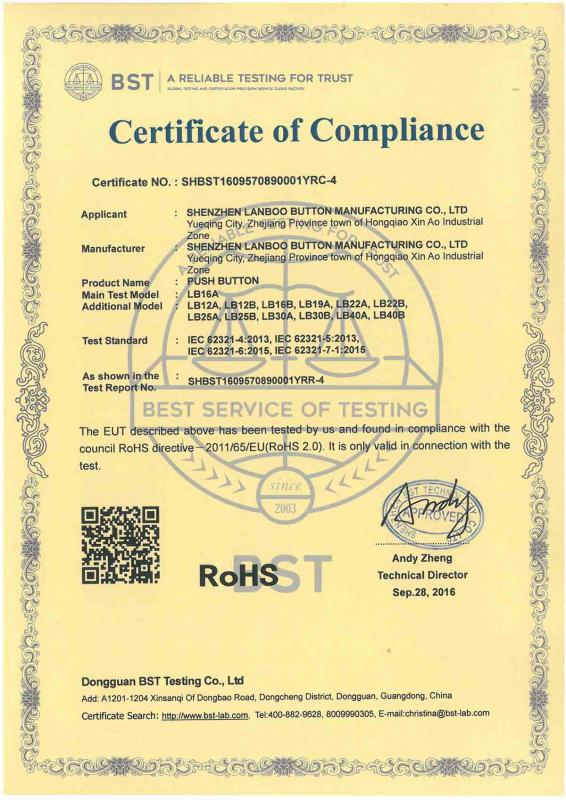 BST
A RELIABLE TESTING FOR TRUST
GLOBAL TESTING AND CERTIFICATION PRECISION SERVICE CLOUD FACTORY
Certificate of Compliance
Certificate NO. : SHBST1609570890001YRC-4
Applicant : SHENZHEN LANBOO BUTTON MANUFACTURING CO., LTD
Yueqing City, Zhejiang Province town of Hongqiao Xin Ao Industrial
Zone
Manufacturer : SHENZHEN LANBOO BUTTON MANUFACTURING CO., LTD
Yueqing City, Zhejiang Province town of Hongqiao Xin Ao Industrial
Zone
Product Name : PUSH BUTTON
Main Test Model : LB16A
Additional Model : LB12A, LB12B, LB16B, LB19A, LB22A, LB22B,
LB25A, LB25B, LB30A, LB30B, LB40A, LB40B
Test Standard : IEC 62321-4:2013, IEC 62321-5:2013,
IEC 62321-6:2015, IEC 62321-7-1:2015
As shown in the
Test Report No. : SHBST1609570890001YRR-4
BEST SERVICE OF TESTING
The EUT described above has been tested by us and found in compliance with the
council RoHS directive—2011/65/EU(RoHS 2.0). It is only valid in connection with the
test.
since
2003
APPROVED
RoHS
BST
Andy Zheng
Technical Director
Sep.28, 2016
Dongguan BST Testing Co., Ltd
Add: A1201-1204 Xinsanqi Of Dongbao Road, Dongcheng District, Dongguan, Guangdong, China
Certificate Search: http://www.bst-lab.com, Tel:400-882-9628, 8009990305, E-mail:christina@bst-lab.com